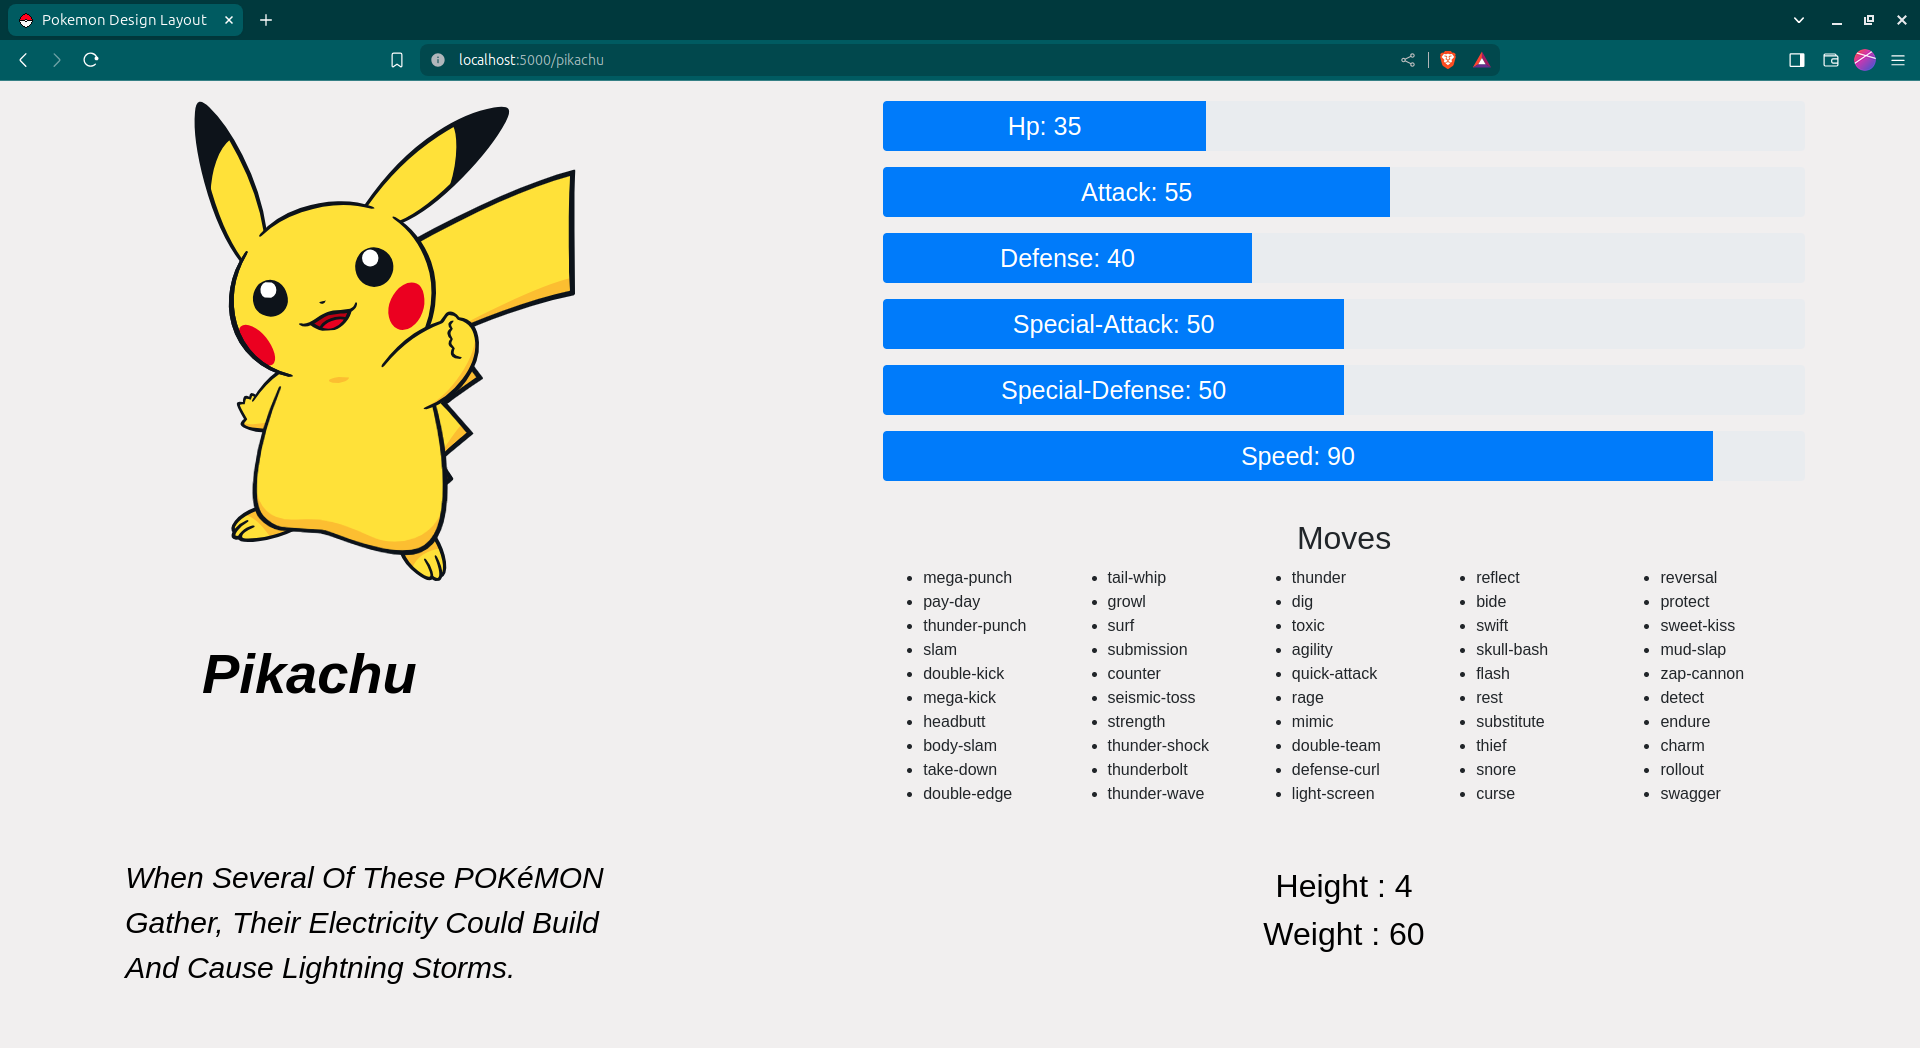 Pokemon Design Layout
localhost:5000/pikachu
Hp: 35
Attack: 55
Defense: 40
Special-Attack: 50
Special-Defense: 50
Speed: 90
Moves
mega-punch
pay-day
thunder-punch
slam
double-kick
mega-kick
headbutt
body-slam
take-down
double-edge
tail-whip
growl
surf
submission
counter
seismic-toss
strength
thunder-shock
thunderbolt
thunder-wave
thunder
dig
toxic
agility
quick-attack
rage
mimic
double-team
defense-curl
light-screen
reflect
bide
swift
skull-bash
flash
rest
substitute
thief
snore
curse
reversal
protect
sweet-kiss
mud-slap
zap-cannon
detect
endure
charm
rollout
swagger
Pikachu
When Several Of These POKéMON
Gather, Their Electricity Could Build
And Cause Lightning Storms.
Height : 4
Weight : 60